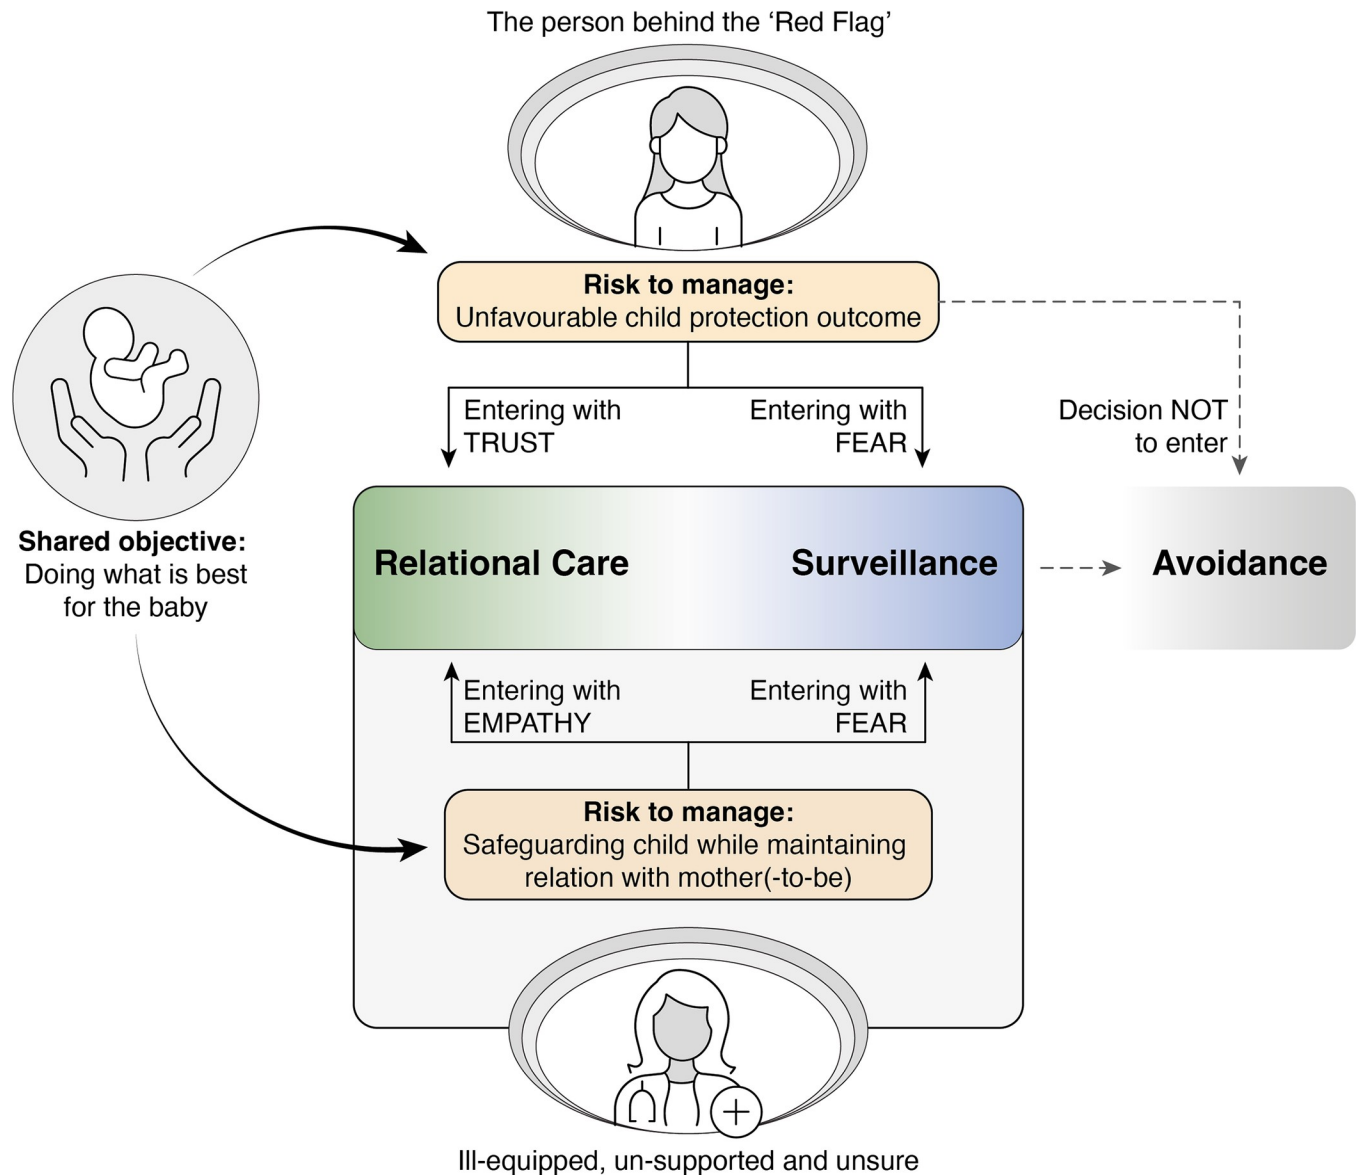 The person behind the ‘Red Flag’
Risk to manage:
Unfavourable child protection outcome
Entering with
TRUST
Entering with
FEAR
Decision NOT
to enter
Shared objective:
Doing what is best
for the baby
Relational Care
Surveillance
Avoidance
Entering with
EMPATHY
Entering with
FEAR
Risk to manage:
Safeguarding child while maintaining
relation with mother(-to-be)
Ill-equipped, un-supported and unsure